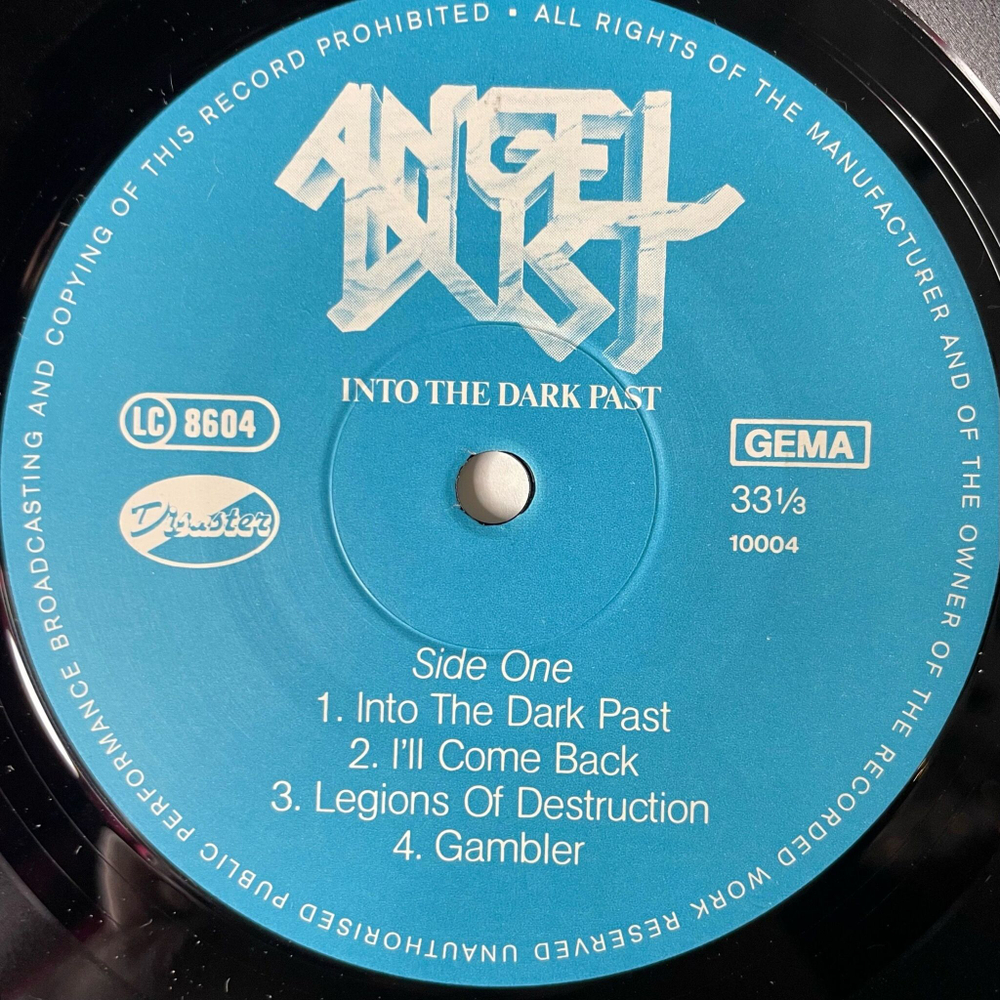 BROADCASTING AND COPYING OF THIS RECORD PROHIBITED ▪ ALL RIGHTS OF THE MANUFACTURER AND OF THE OWNER OF THE RECORDED WORK RESERVED UNAUTHORISED PUBLIC PERFORMANCE
ANGEL
DUST
INTO THE DARK PAST
LC 8604
Disaster
GEMA
33⅓
10004
Side One
1. Into The Dark Past
2. I'll Come Back
3. Legions Of Destruction
4. Gambler